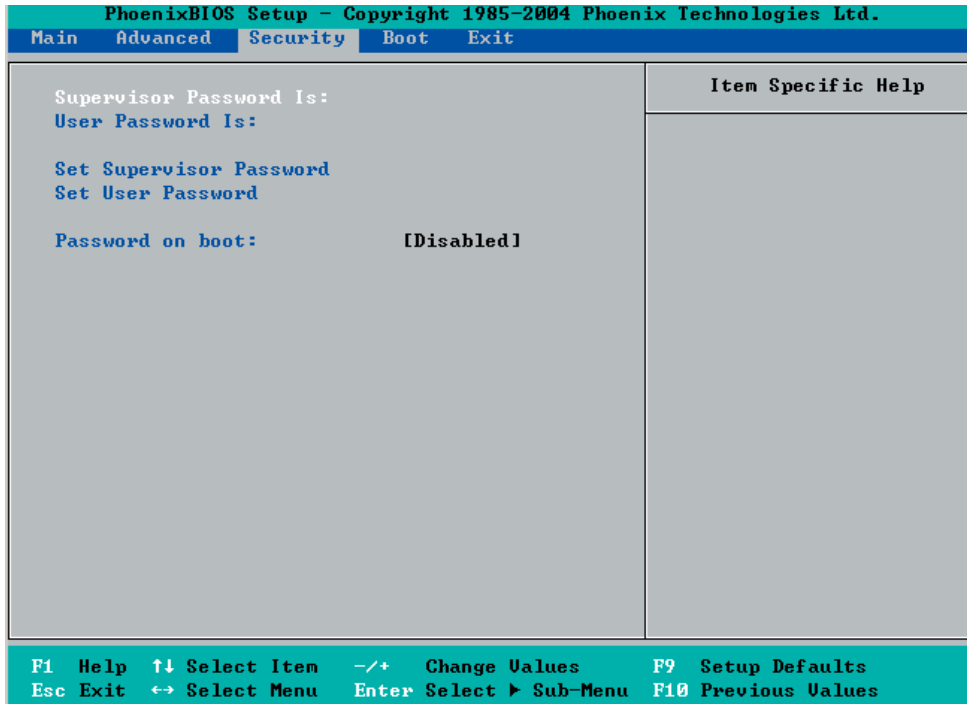 PhoenixBIOS Setup – Copyright 1985-2004 Phoenix Technologies Ltd.
Main Advanced Security Boot Exit
Supervisor Password Is:
User Password Is:
Set Supervisor Password
Set User Password
Password on boot: [Disabled]
Item Specific Help
F1 Help ↑↓ Select Item -/+ Change Values F9 Setup Defaults
Esc Exit ↔ Select Menu Enter Select ▶ Sub-Menu F10 Previous Values